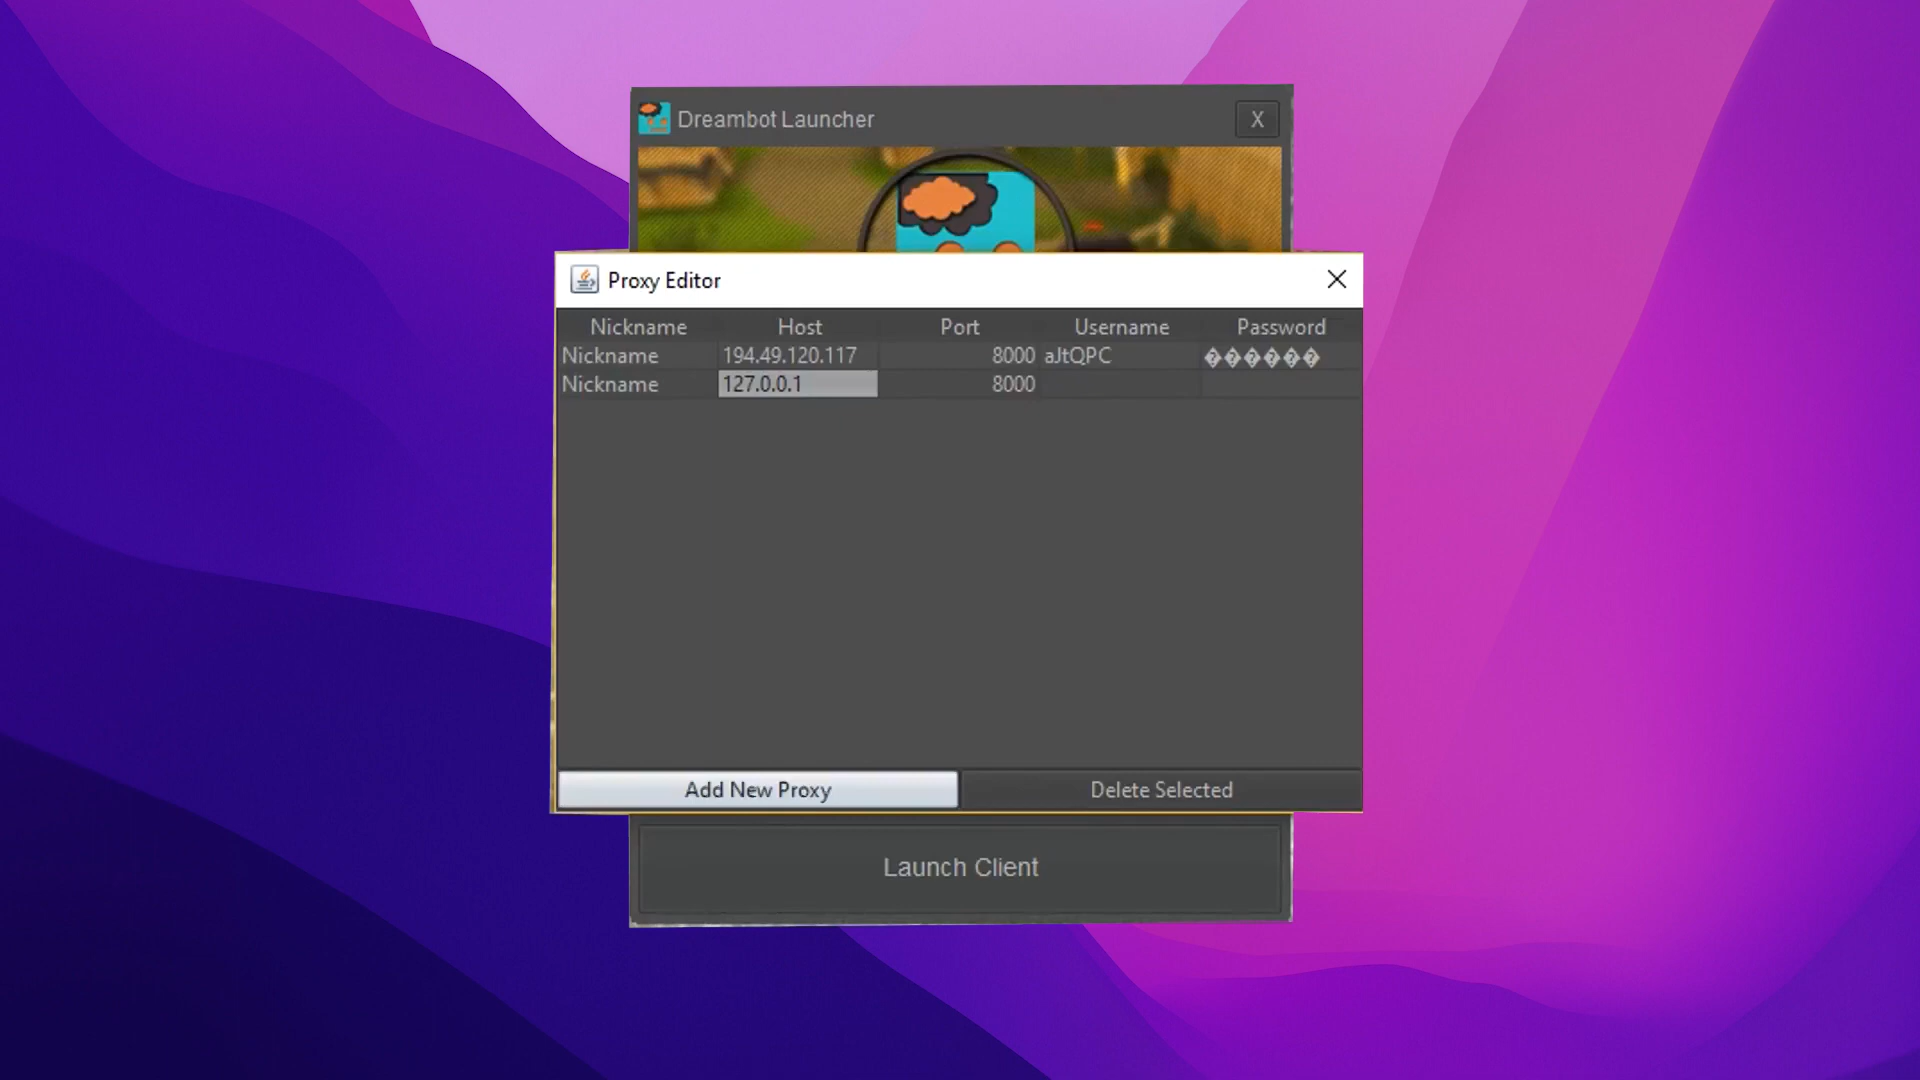 Dreambot Launcher X
Proxy Editor
Nickname Host Port Username Password
Nickname 194.49.120.117 8000 aJtQPC ������
Nickname 127.0.0.1 8000
Add New Proxy Delete Selected
Launch Client